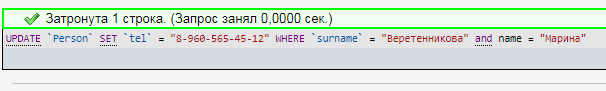 Затронута 1 строка. (Запрос занял 0,0000 сек.)
UPDATE `Person` SET `tel` = "8-960-565-45-12" WHERE `surname` = "Веретенникова" and name = "Марина"